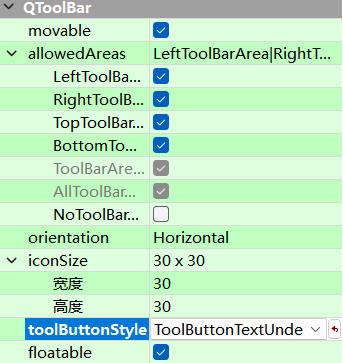 QToolBar
movable
allowedAreas LeftToolBarArea|RightT...
LeftToolBa...
RightToolB...
TopToolBar...
BottomTo...
ToolBarAre...
AllToolBar...
NoToolBar...
orientation Horizontal
iconSize 30 x 30
宽度 30
高度 30
toolButtonStyle ToolButtonTextUnde
floatable